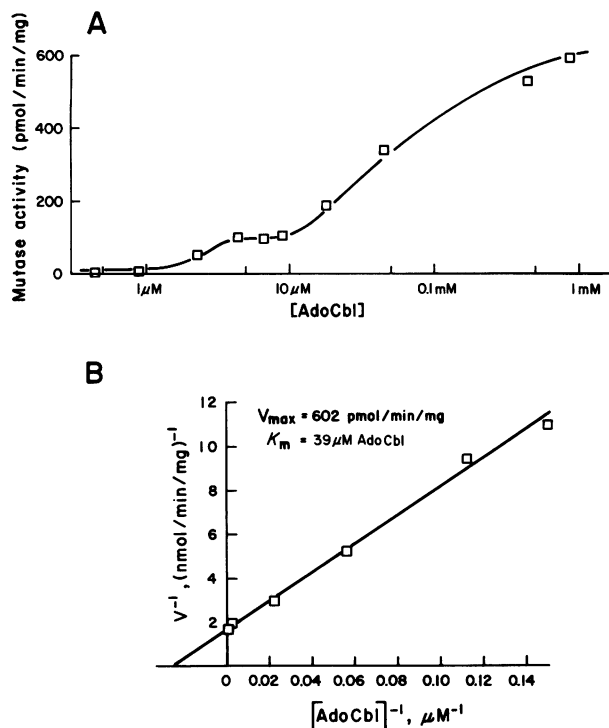 A
Mutase activity (pmol/min/mg)
600
400
200
0
1μM
10μM
0.1mM
1mM
[AdoCbl]
B
V⁻¹, (nmol/min/mg)⁻¹
12
10
8
6
4
2
Vmax = 602 pmol/min/mg
Km = 39μM AdoCbl
0
0.02
0.04
0.06
0.08
0.10
0.12
0.14
[AdoCbl]⁻¹, μM⁻¹